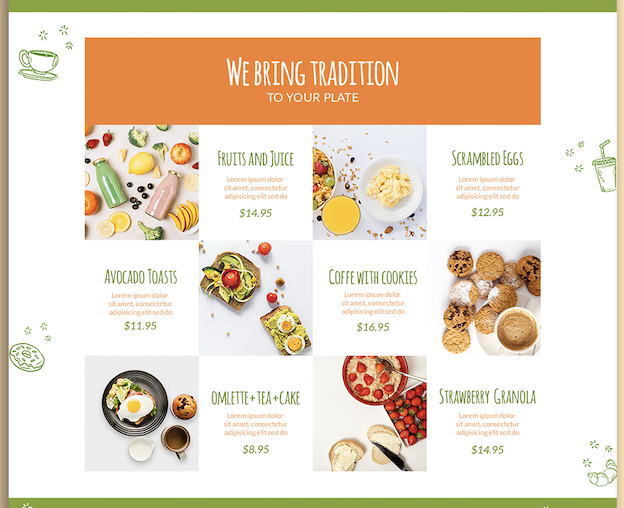 WE BRING TRADITION
TO YOUR PLATE
FRUITS AND JUICE
Lorem ipsum dolor
sit amet, consectetur
adipisicing elit sed do
$14.95
SCRAMBLED EGGS
Lorem ipsum dolor
sit amet, consectetur
adipisicing elit sed do
$12.95
AVOCADO TOASTS
Lorem ipsum dolor
sit amet, consectetur
adipisicing elit sed do
$11.95
COFFE WITH COOKIES
Lorem ipsum dolor
sit amet, consectetur
adipisicing elit sed do
$16.95
OMLETTE+TEA+CAKE
Lorem ipsum dolor
sit amet, consectetur
adipisicing elit sed do
$8.95
STRAWBERRY GRANOLA
Lorem ipsum dolor
sit amet, consectetur
adipisicing elit sed do
$14.95